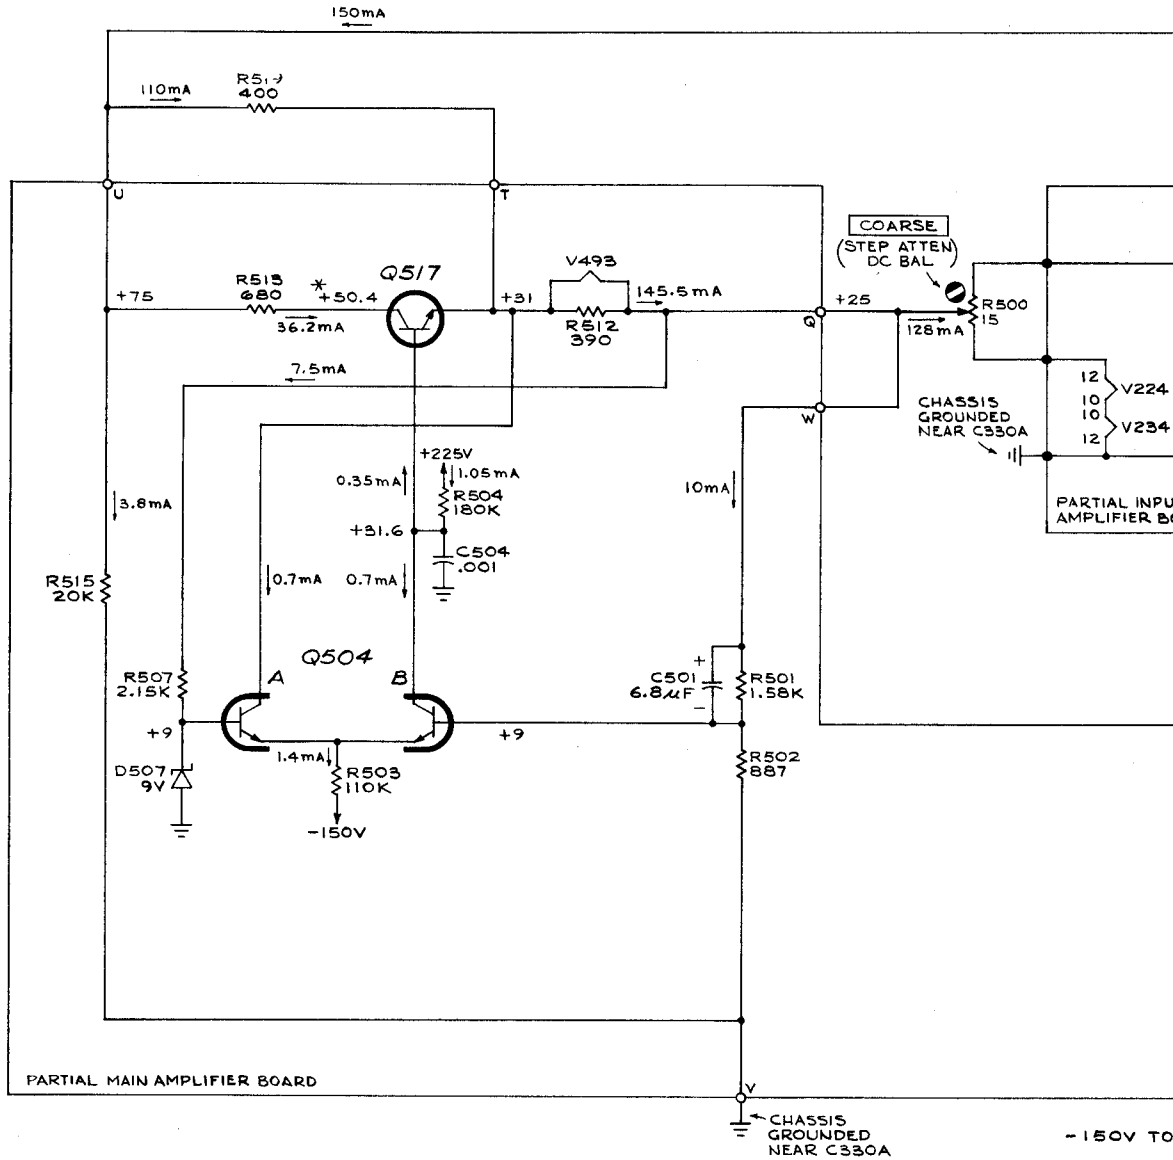 150mA
110mA
400
U
T
COARSE
(STEP ATTEN)
DC BAL
V493
Q517
R513
680
*
+50.4
+75
36.2mA
+31
145.5mA
R512
390
Q
+25
128mA
R500
15
7.5mA
W
12
10
V224
10
12
V234
CHASSIS
GROUNDED
NEAR C330A
+225V
0.35mA
1.05mA
R504
180K
+31.6
C504
.001
3.8mA
10mA
PARTIAL INPU
AMPLIFIER BO
R515
20K
0.7mA
0.7mA
Q504
A
B
R507
2.15K
C501
6.8µF
+
-
R501
1.58K
+9
+9
1.4mA
R503
110K
-150V
D507
9V
R502
887
PARTIAL MAIN AMPLIFIER BOARD
V
CHASSIS
GROUNDED
NEAR C330A
-150V TO